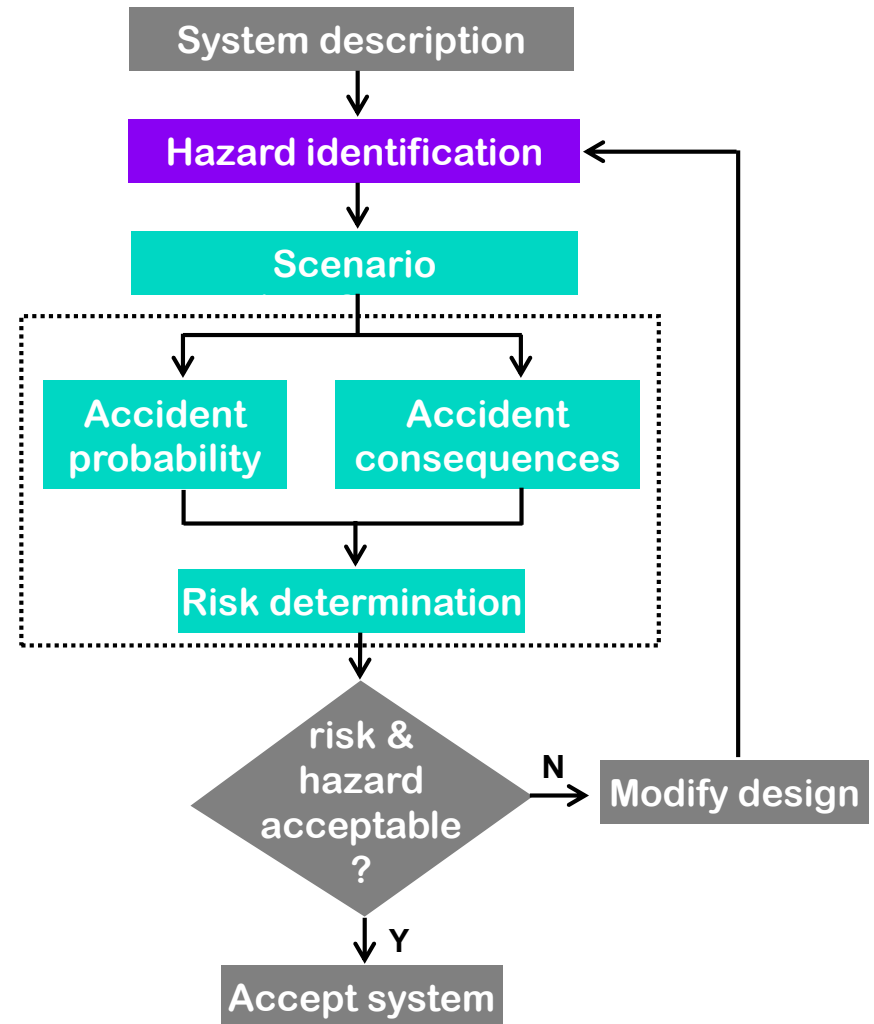 System description
Hazard identification
Scenario
Accident
probability
Accident
consequences
Risk determination
risk &
hazard
acceptable
?
N
Modify design
Y
Accept system